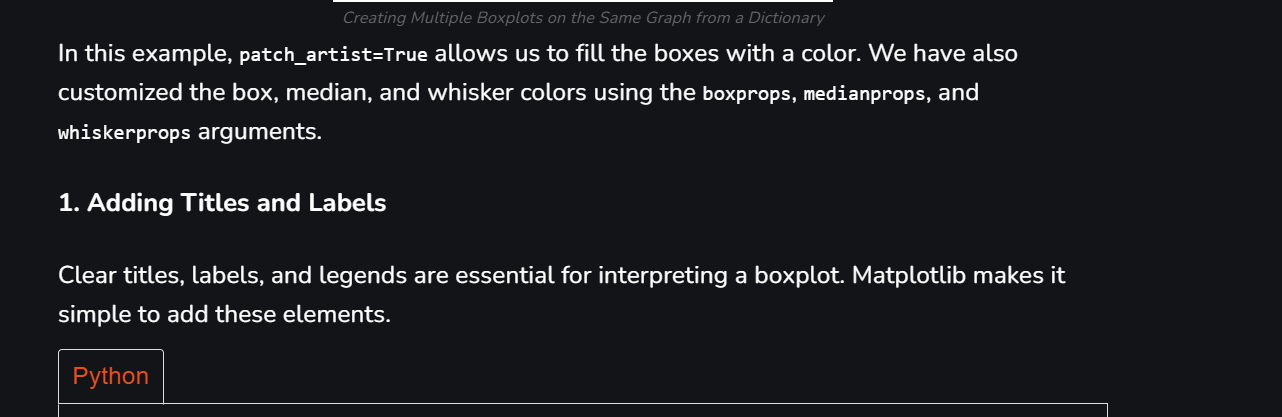 Creating Multiple Boxplots on the Same Graph from a Dictionary
In this example, patch_artist=True allows us to fill the boxes with a color. We have also
customized the box, median, and whisker colors using the boxprops, medianprops, and
whiskerprops arguments.
1. Adding Titles and Labels
Clear titles, labels, and legends are essential for interpreting a boxplot. Matplotlib makes it
simple to add these elements.
Python